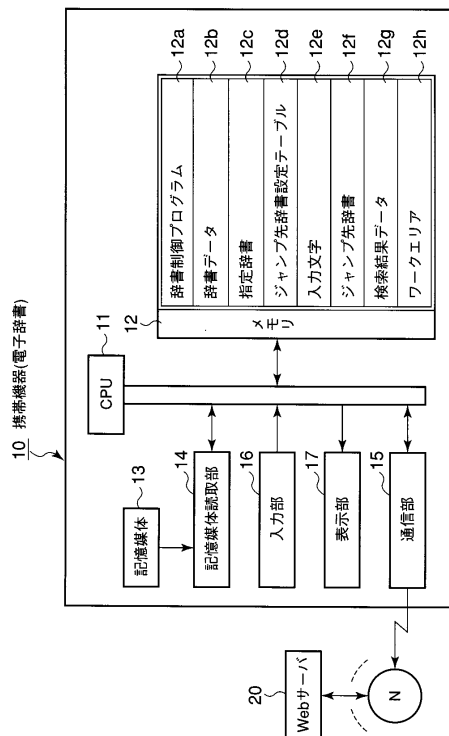 10 携帯機器(電子辞書)
11
CPU
12
メモリ
辞書制御プログラム 12a
辞書データ 12b
指定辞書 12c
ジャンプ先辞書設定テーブル 12d
入力文字 12e
ジャンプ先辞書 12f
検索結果データ 12g
ワークエリア 12h
13
記憶媒体
14
記憶媒体読取部
16
入力部
17
表示部
15
通信部
20
Webサーバ
N